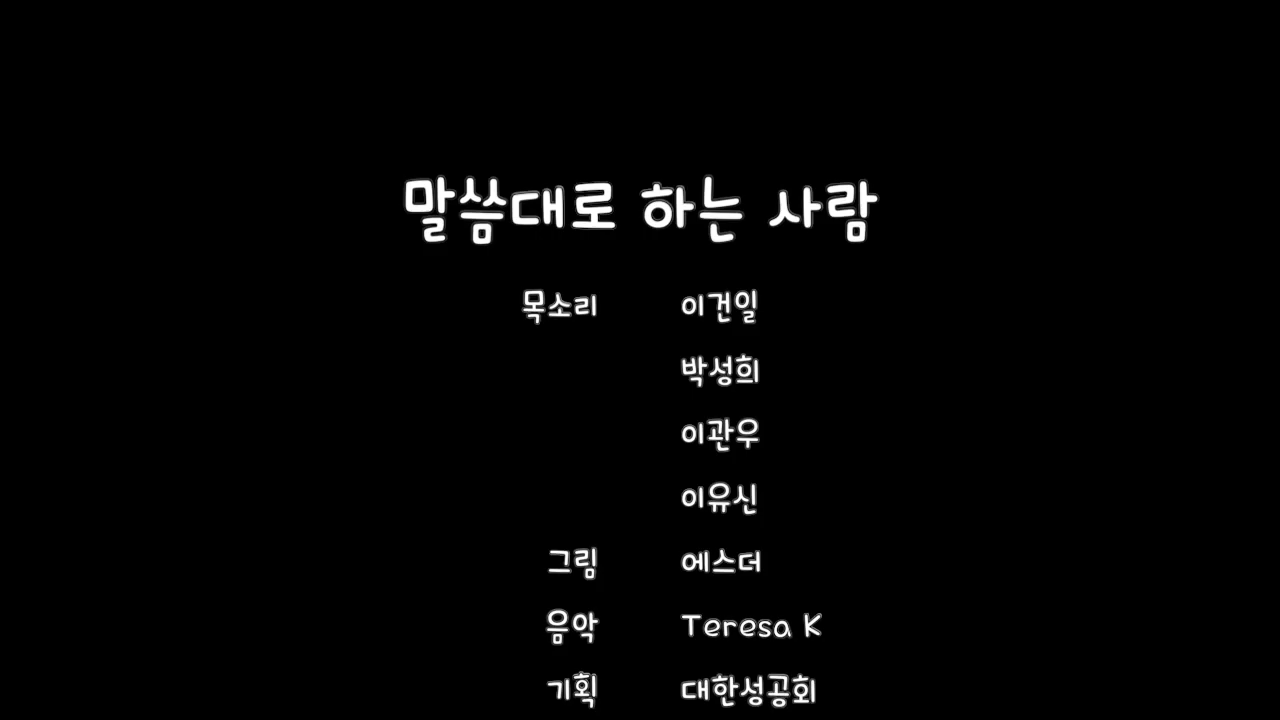 말씀대로 하는 사람
목소리 이건일
박성희
이관우
이유신
그림 에스더
음악 Teresa K
기획 대한성공회